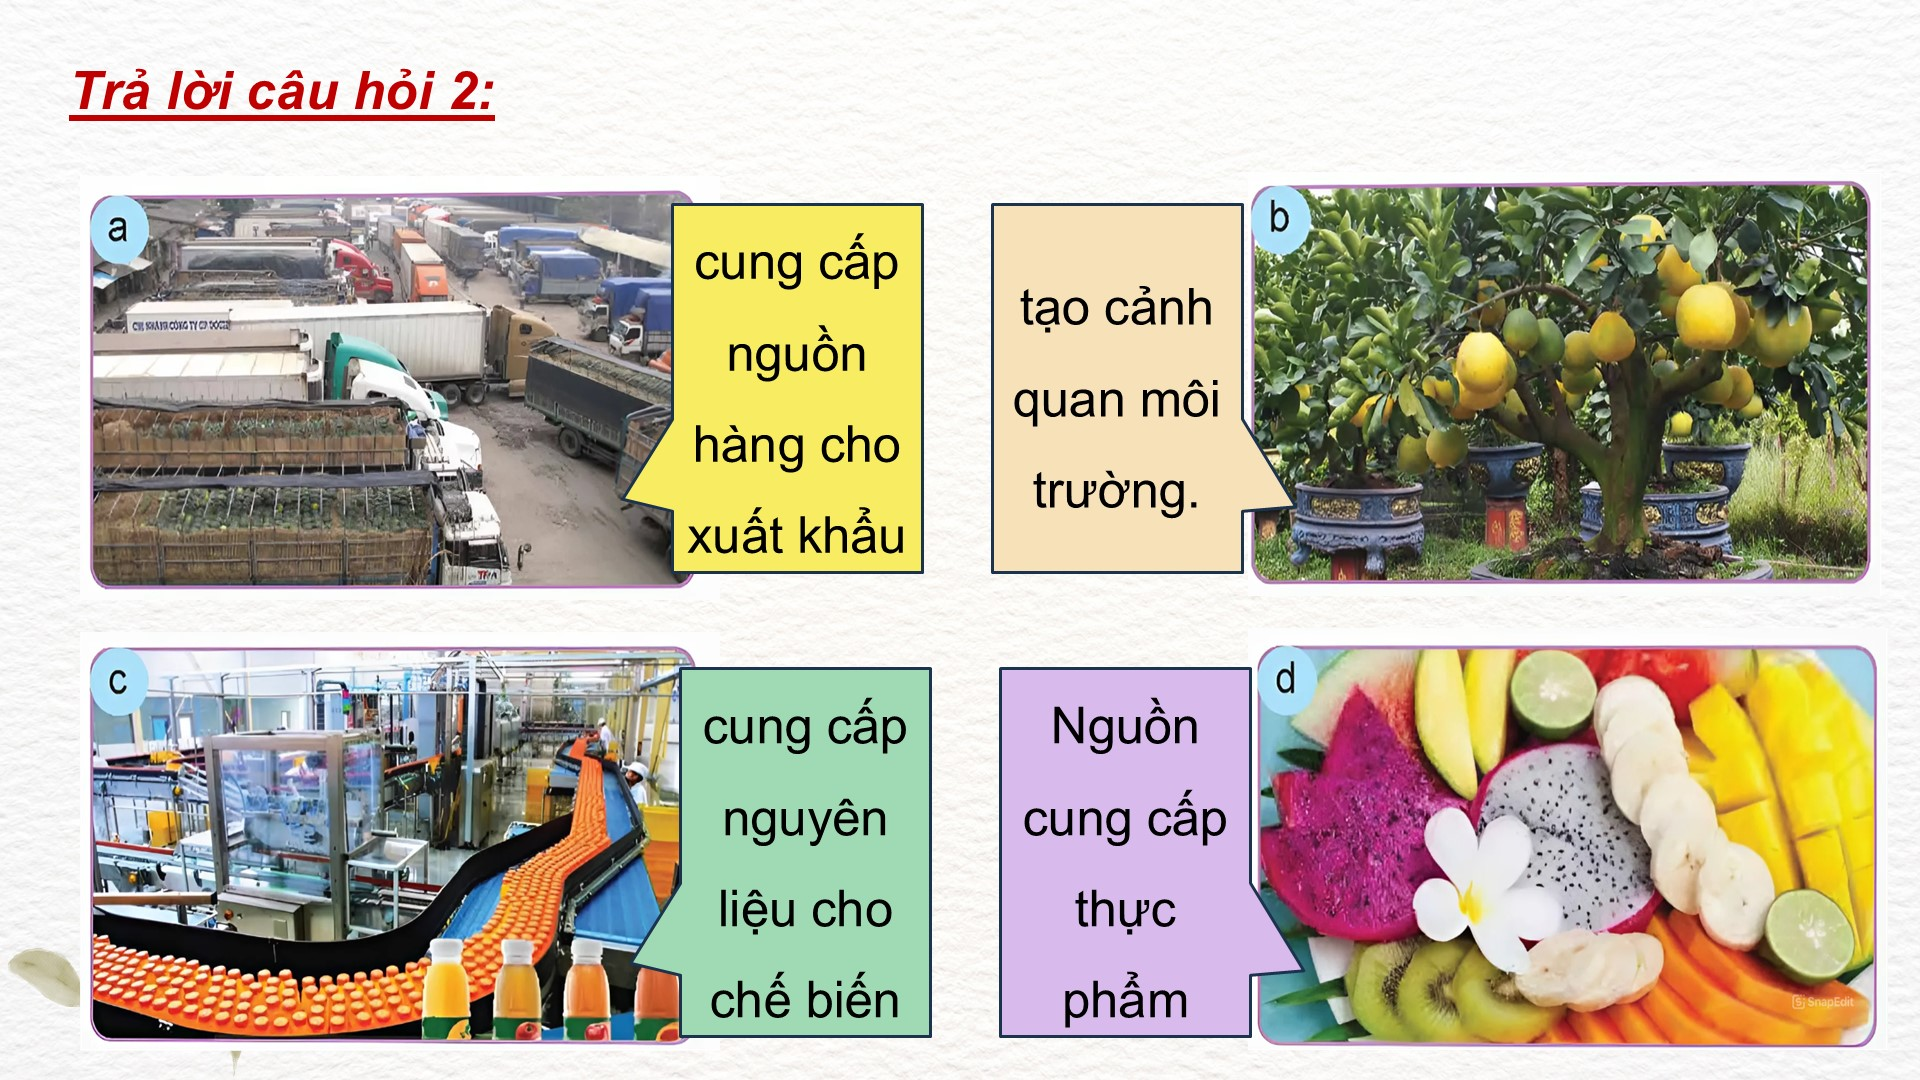 Trả lời câu hỏi 2:
a
cung cấp
nguồn
hàng cho
xuất khẩu
tạo cảnh
quan môi
trường.
b
c
cung cấp
nguyên
liệu cho
chế biến
Nguồn
cung cấp
thực
phẩm
d
SnapEdit